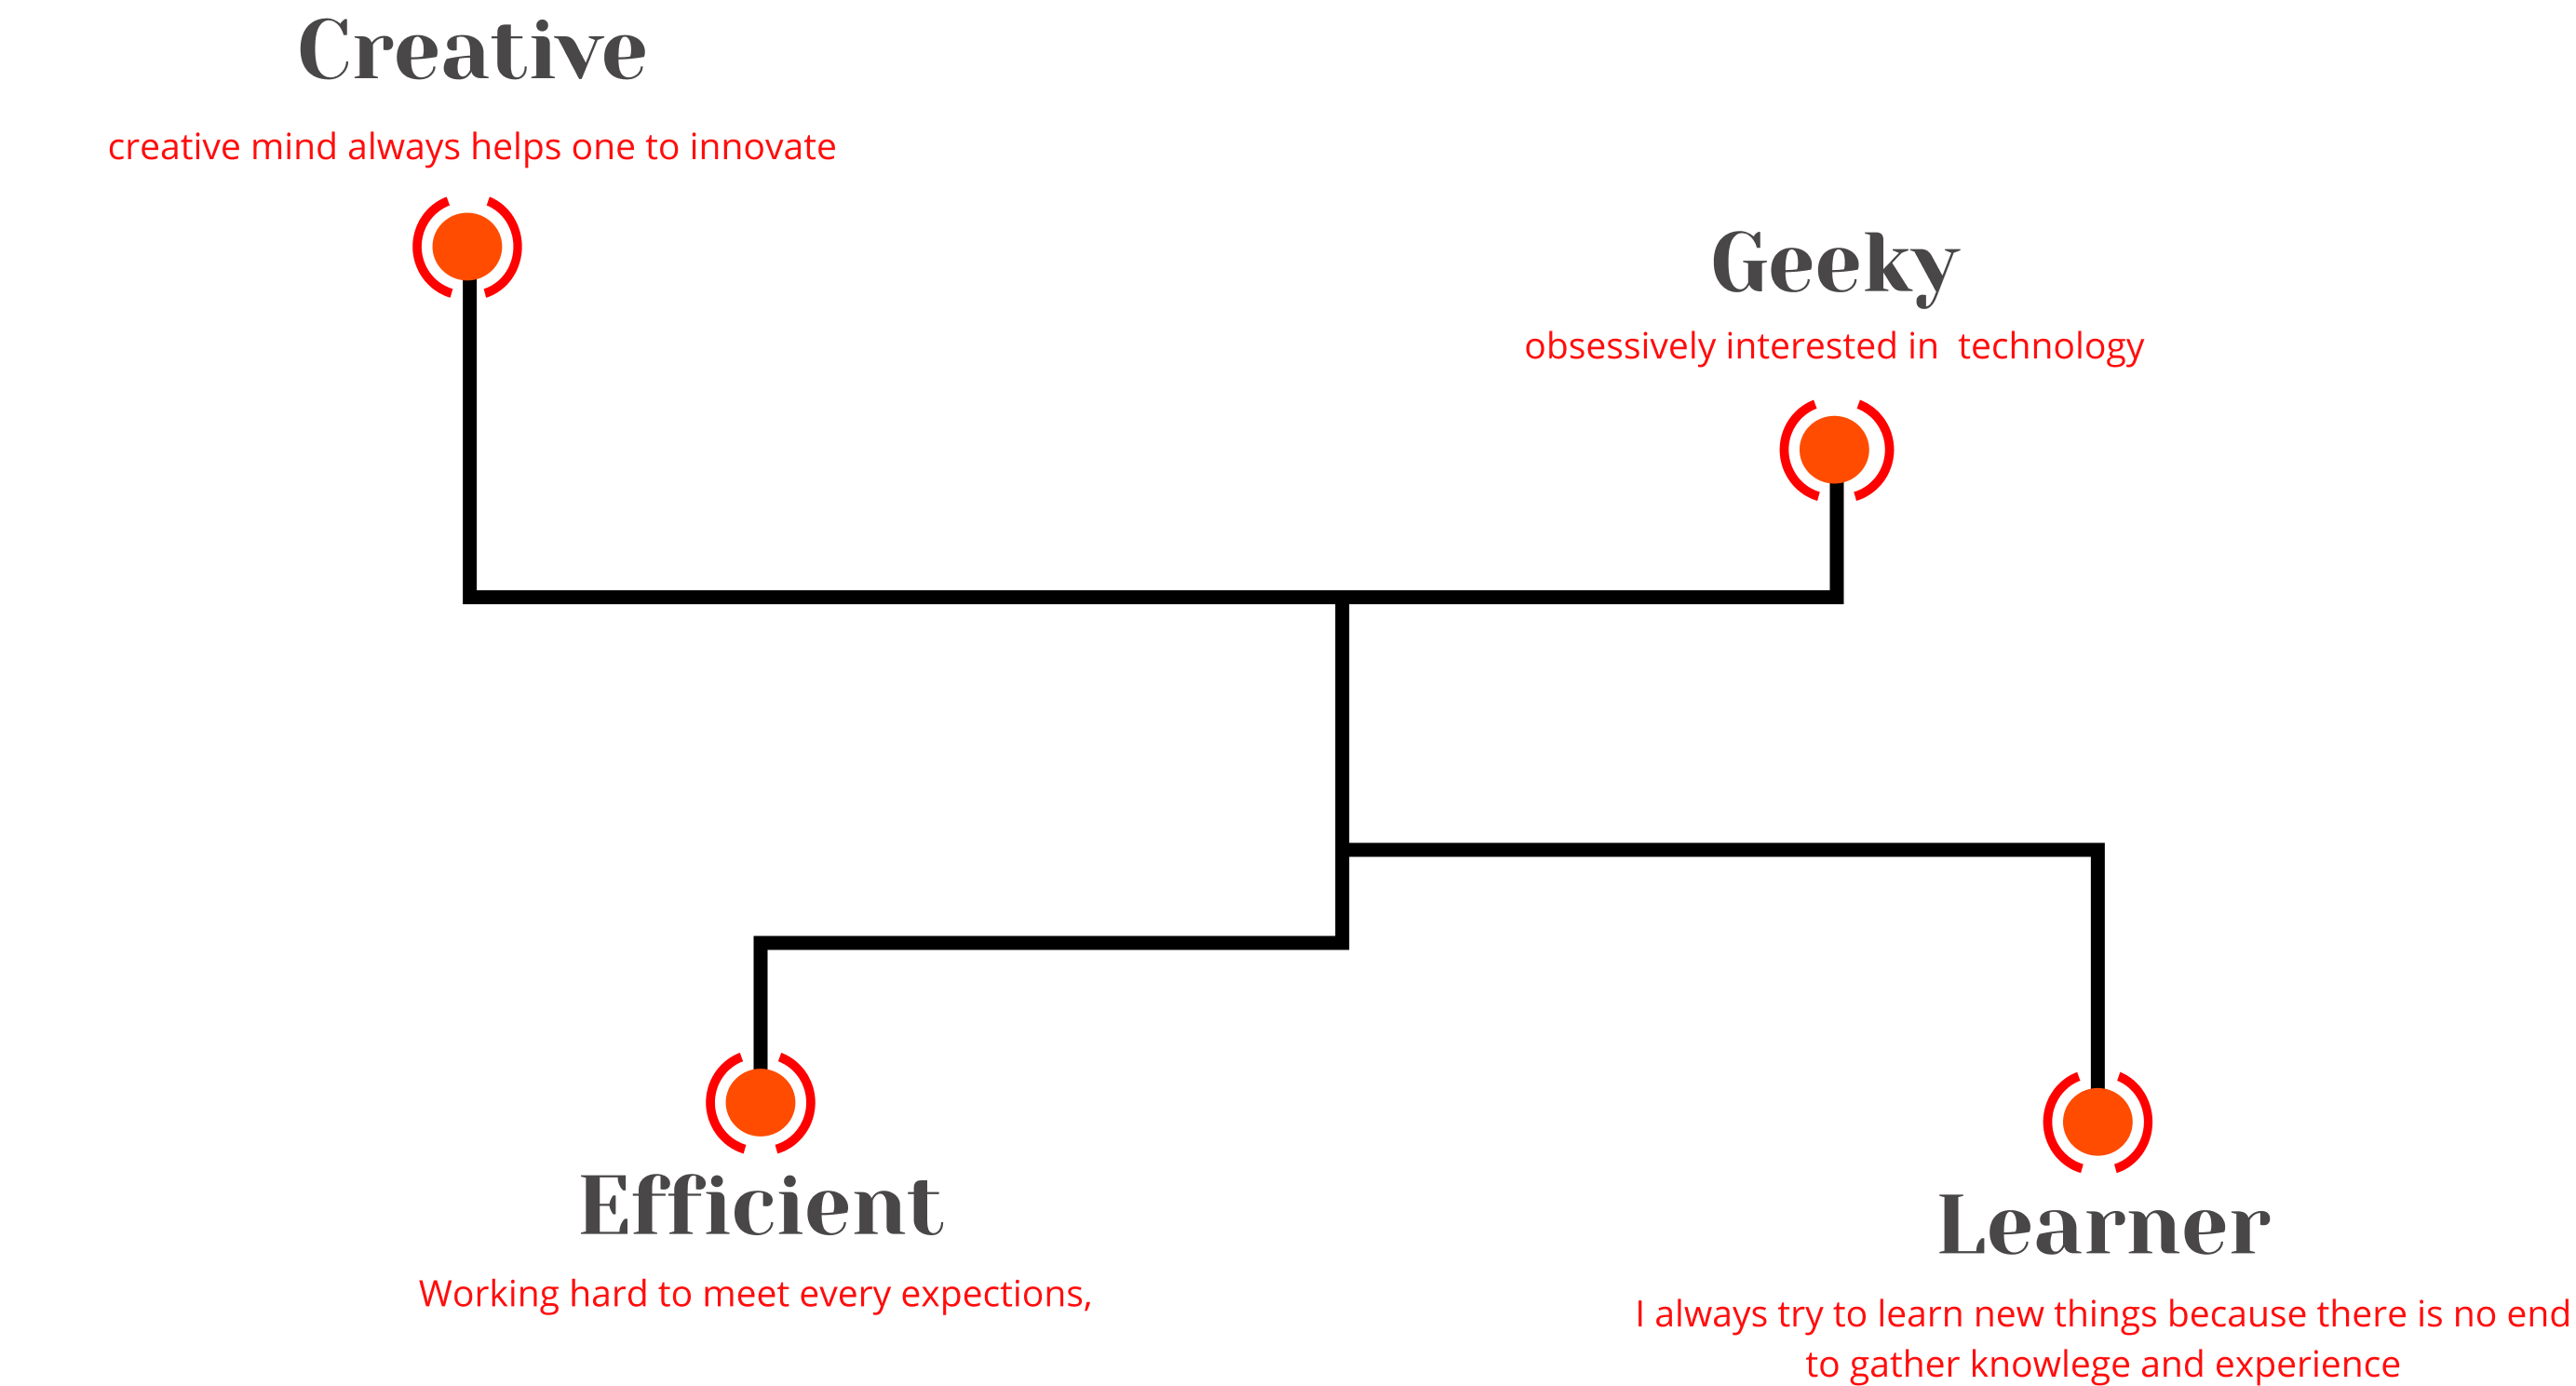 Creative
creative mind always helps one to innovate
Geeky
obsessively interested in  technology
Efficient
Working hard to meet every expections,
Learner
I always try to learn new things because there is no end
to gather knowlege and experience